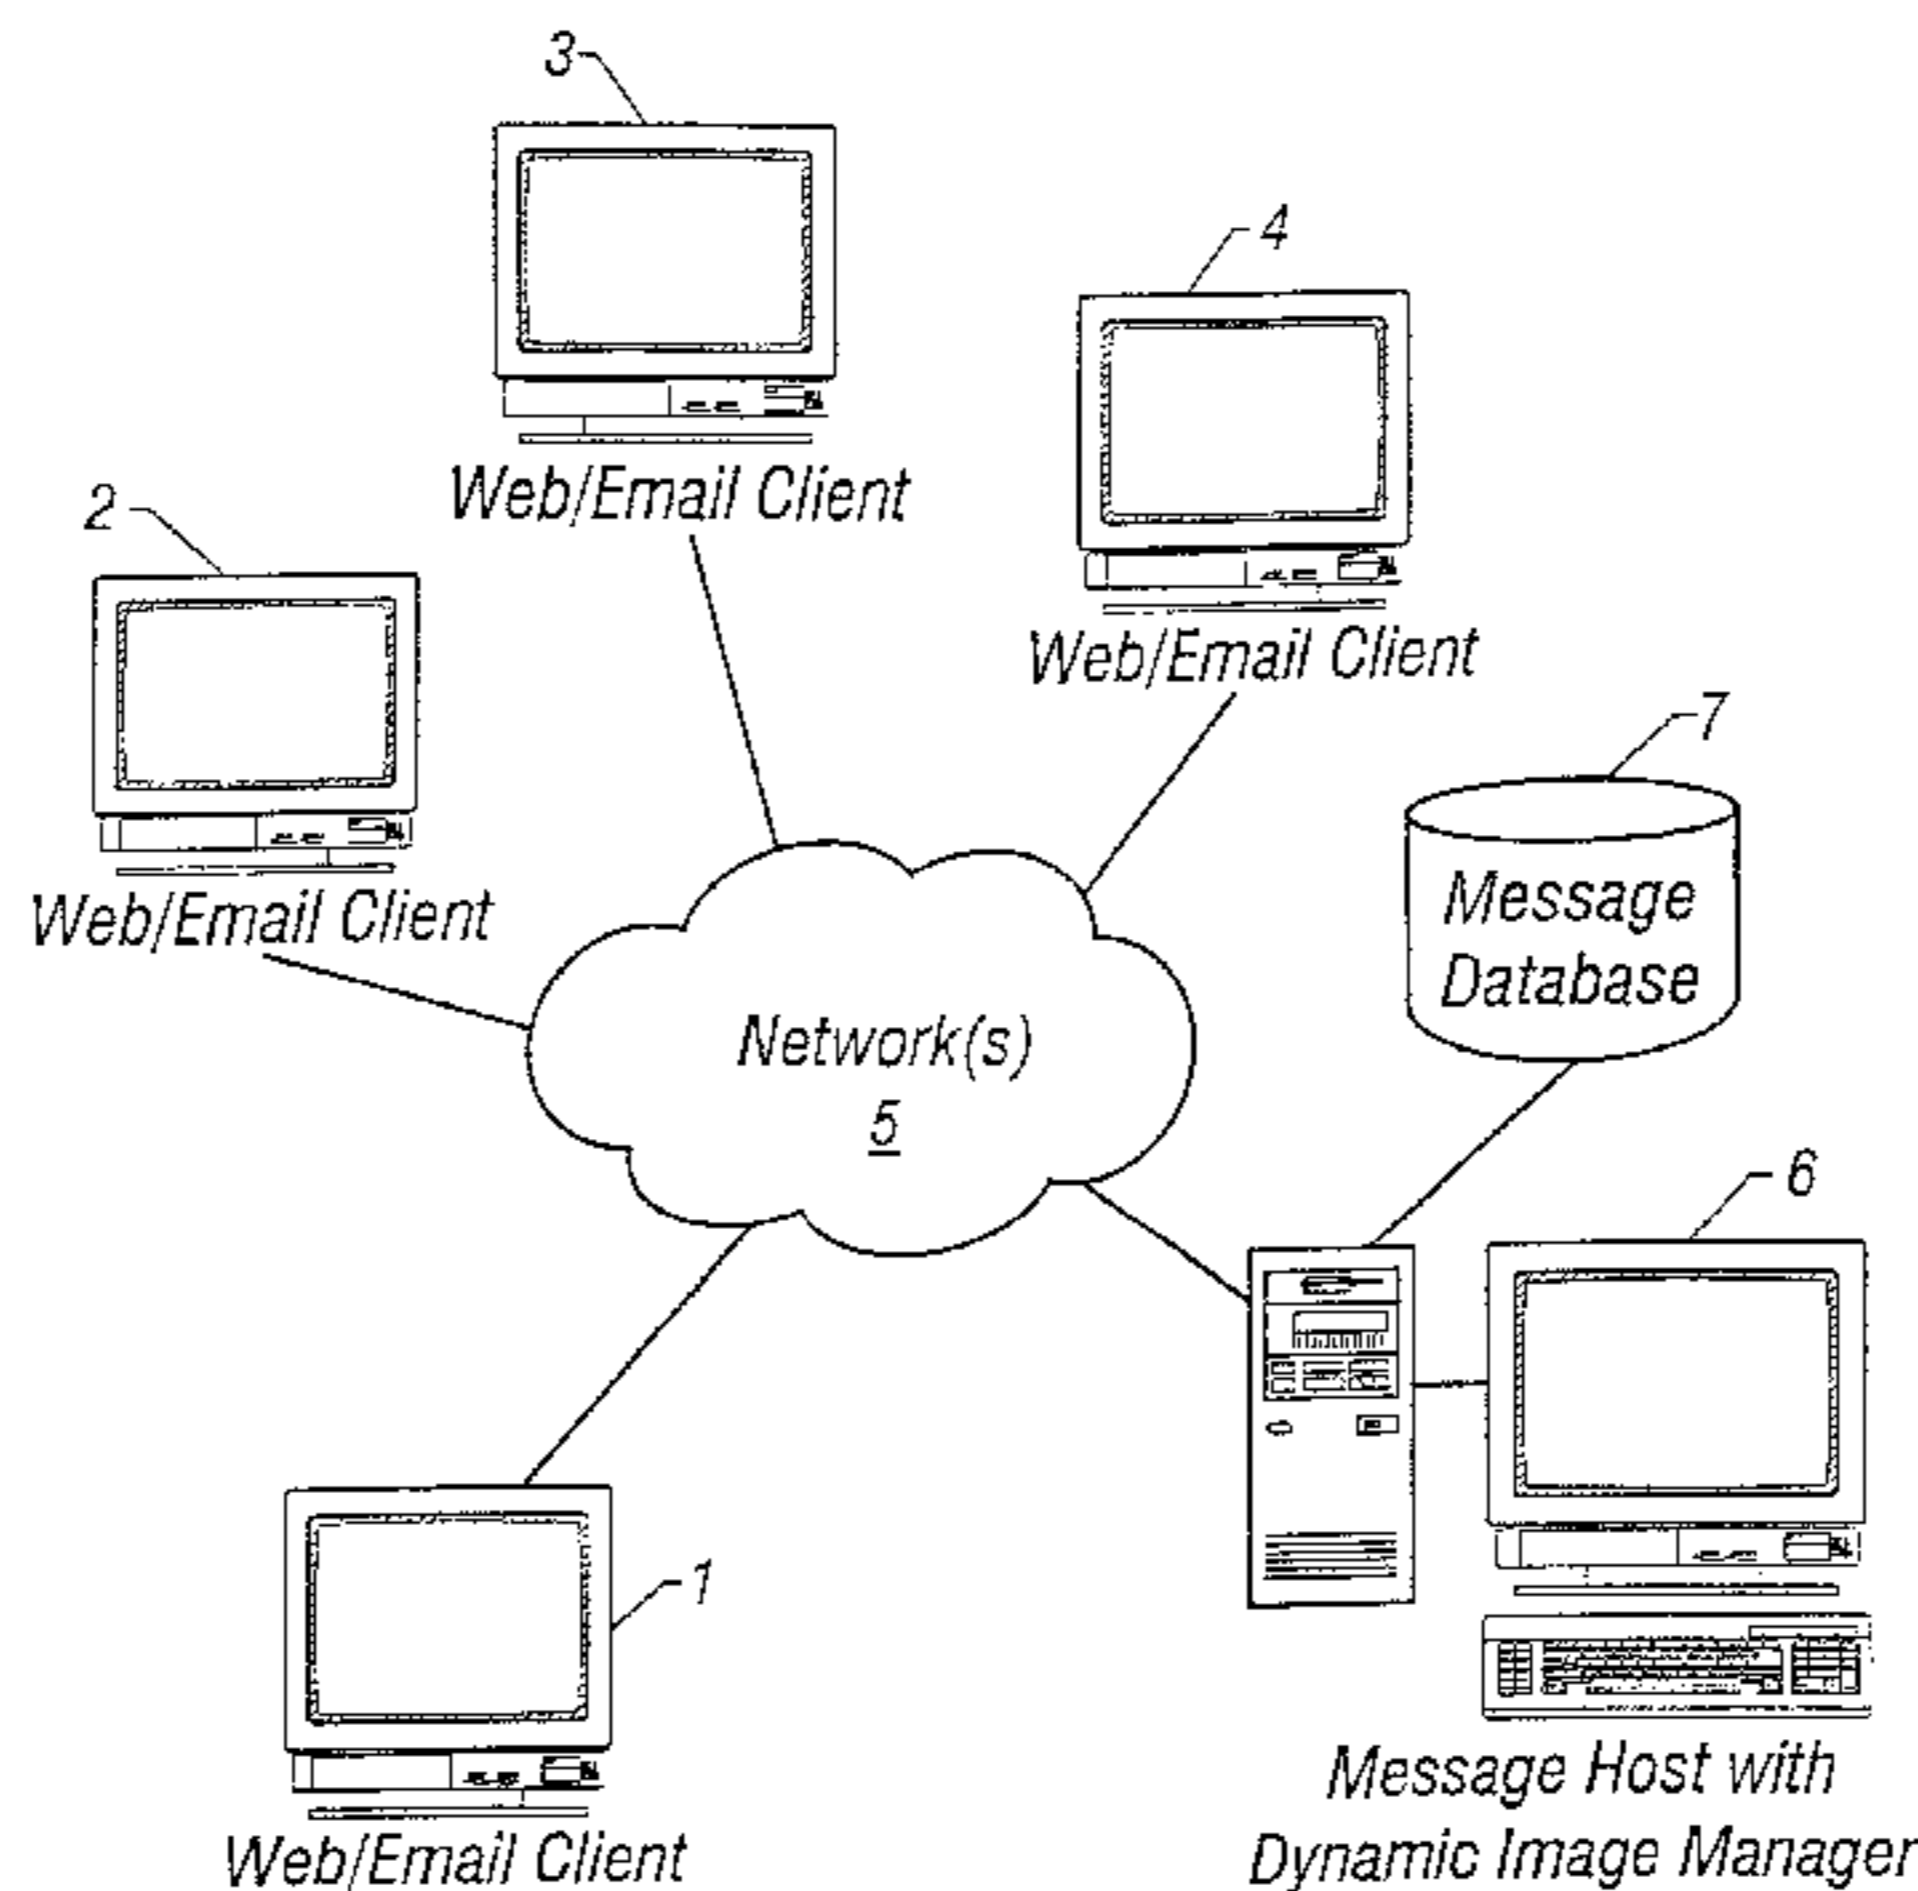 3
4
Web/Email Client
2
Web/Email Client
7
Web/Email Client
Message
Database
Network(s)
5
6
1
Message Host with
Dynamic Image Manager
Web/Email Client